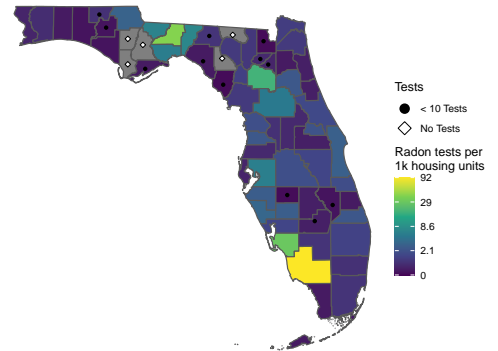 Tests
< 10 Tests
No Tests
Radon tests per
1k housing units
92
29
8.6
2.1
0